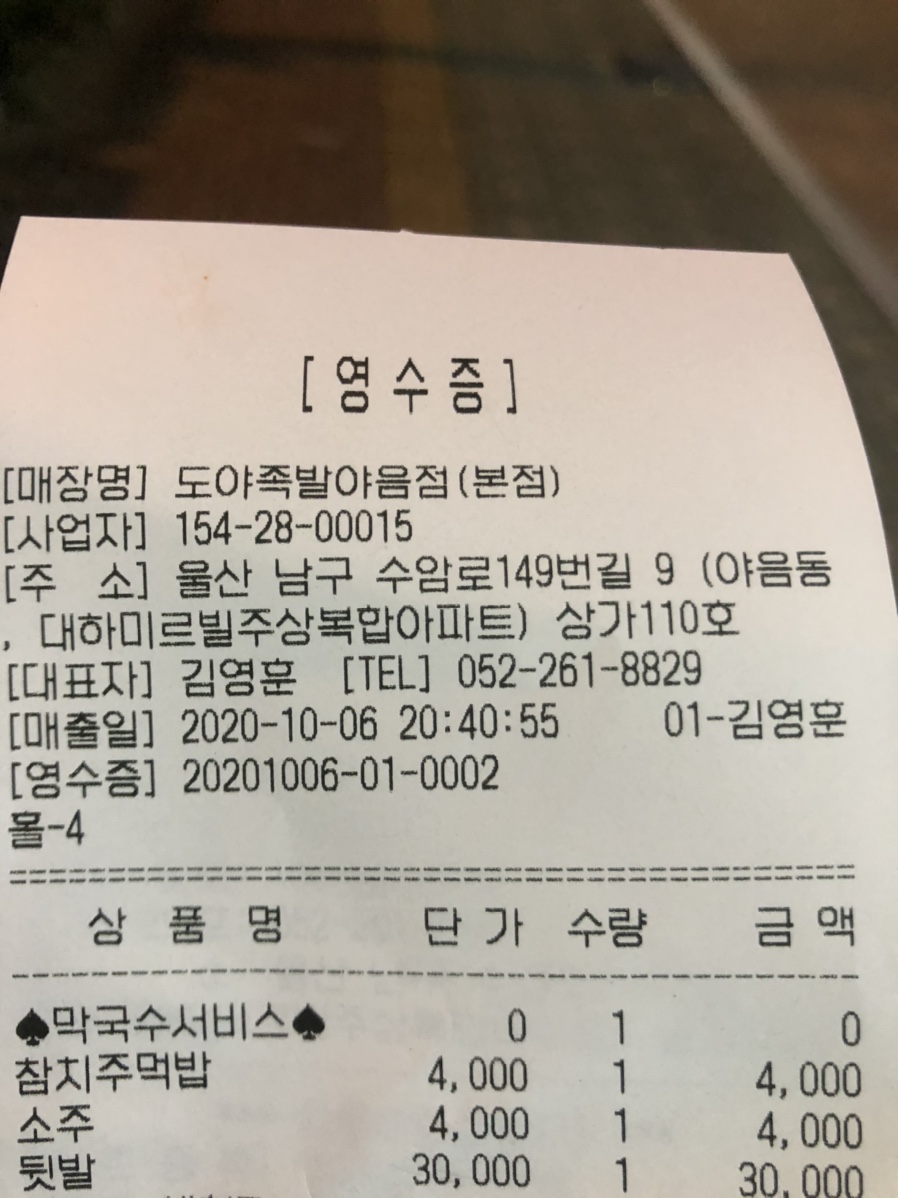 [영수증]
[매장명] 도야족발야음점(본점)
[사업자] 154-28-00015
[주 소] 울산 남구 수암로149번길 9 (야음동
, 대하미르빌주상복합아파트) 상가110호
[대표자] 김영훈 [TEL] 052-261-8829
[매출일] 2020-10-06 20:40:55 01-김영훈
[영수증] 20201006-01-0002
홀-4
상 품 명 단 가 수량 금 액
♠막국수서비스♠ 0 1 0
참치주먹밥 4,000 1 4,000
소주 4,000 1 4,000
뒷발 30,000 1 30,000